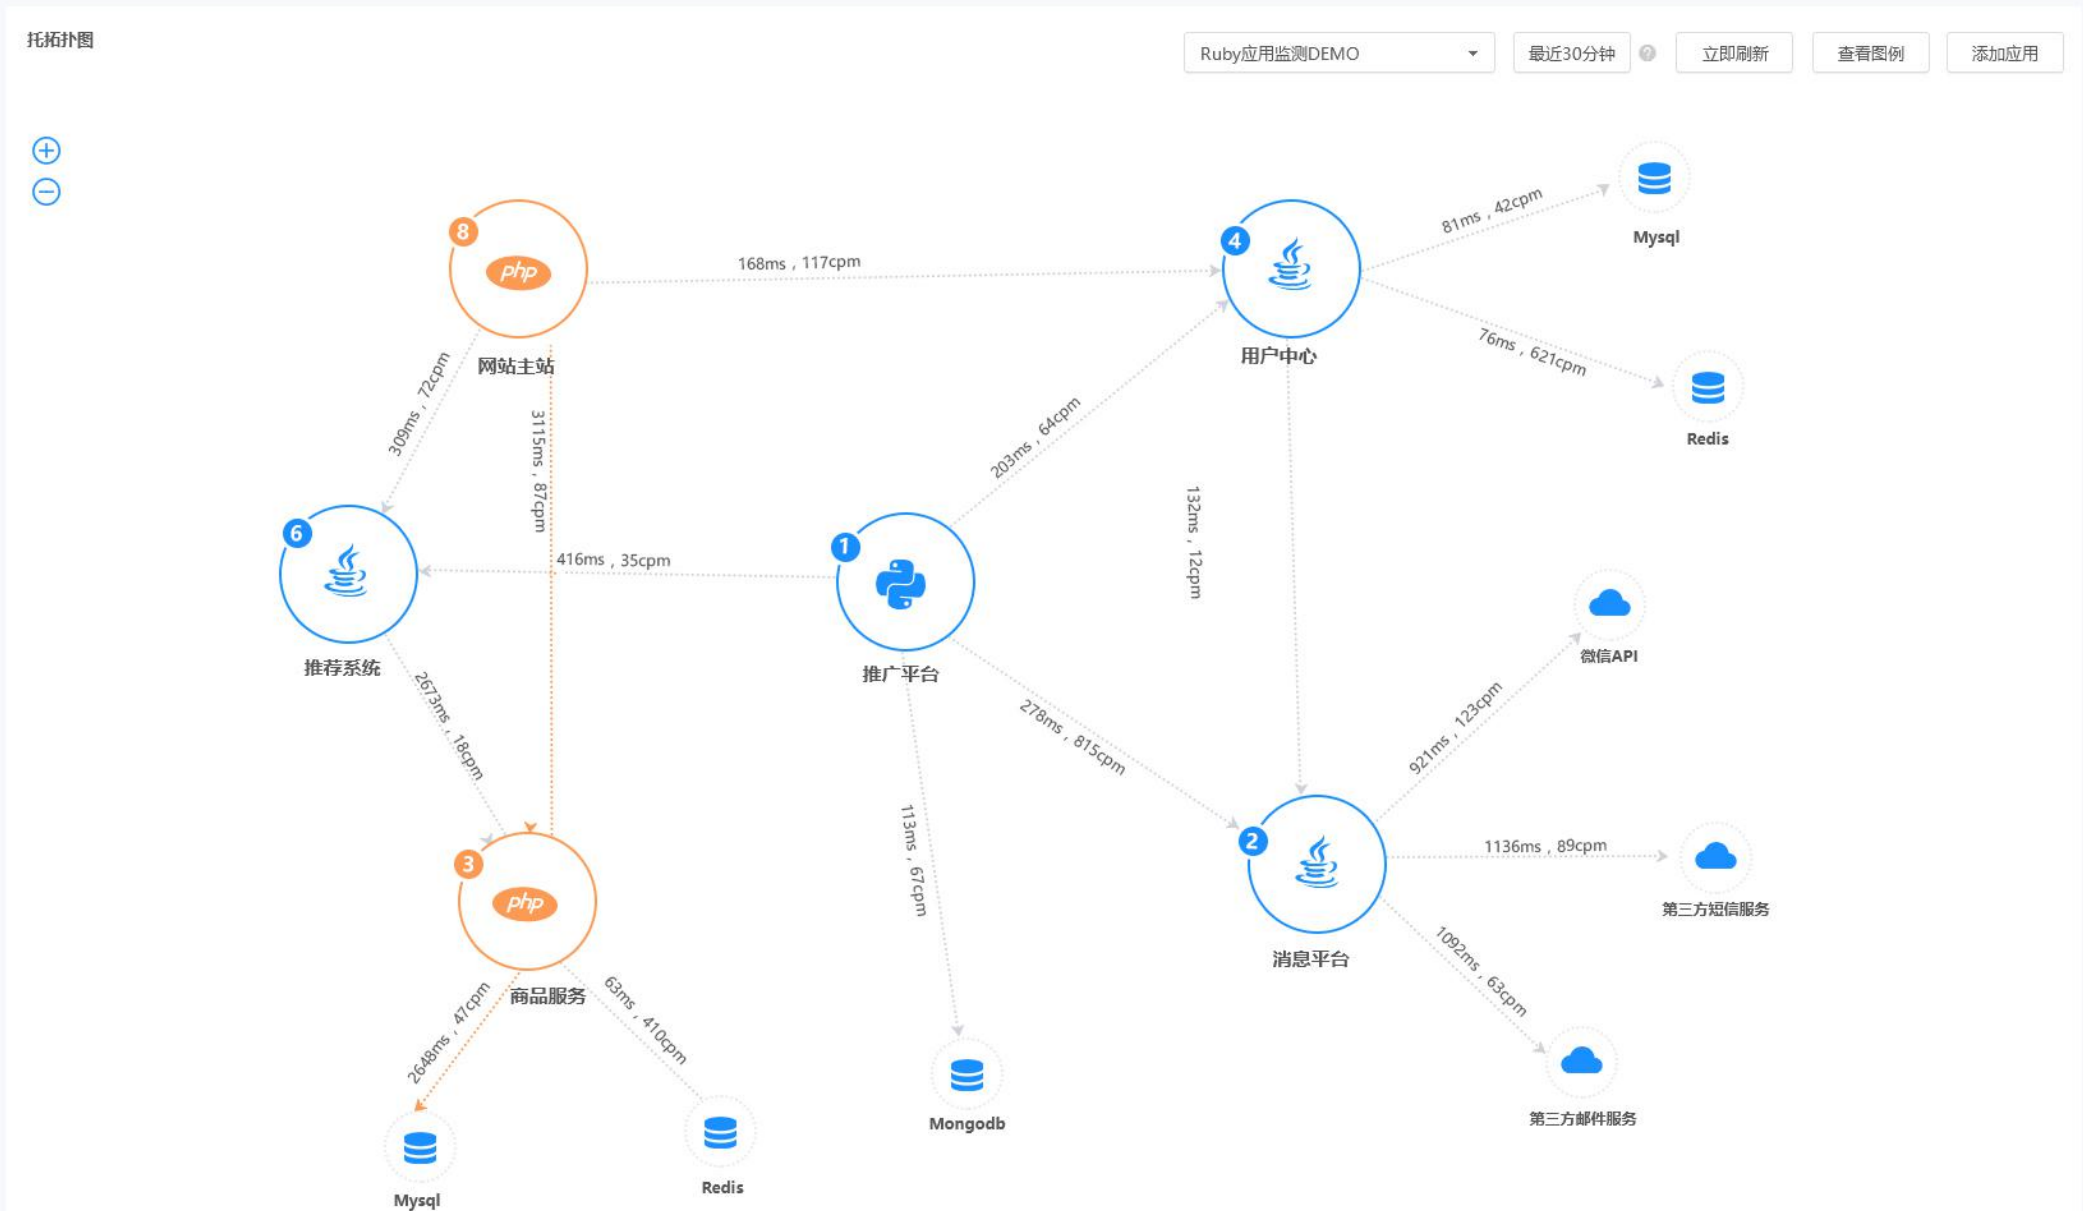 托拓扑图
Ruby应用监测DEMO
最近30分钟
?
立即刷新
查看图例
添加应用
8
php
网站主站
168ms , 117cpm
4
用户中心
81ms , 42cpm
Mysql
76ms , 621cpm
Redis
309ms , 72cpm
3115ms , 87cpm
203ms , 64cpm
132ms , 12cpm
6
推荐系统
416ms , 35cpm
1
推广平台
微信API
2673ms , 18cpm
278ms , 815cpm
921ms , 123cpm
113ms , 67cpm
2
消息平台
1136ms , 89cpm
第三方短信服务
3
php
商品服务
1092ms , 63cpm
2648ms , 47cpm
63ms , 410cpm
Mongodb
第三方邮件服务
Mysql
Redis